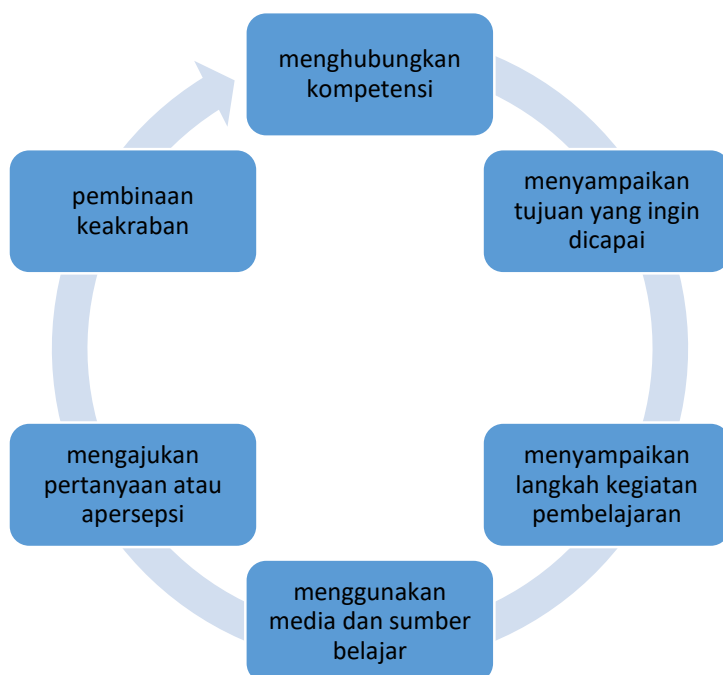 menghubungkan
kompetensi
menyampaikan
tujuan yang ingin
dicapai
menyampaikan
langkah kegiatan
pembelajaran
menggunakan
media dan sumber
belajar
mengajukan
pertanyaan atau
apersepsi
pembinaan
keakraban